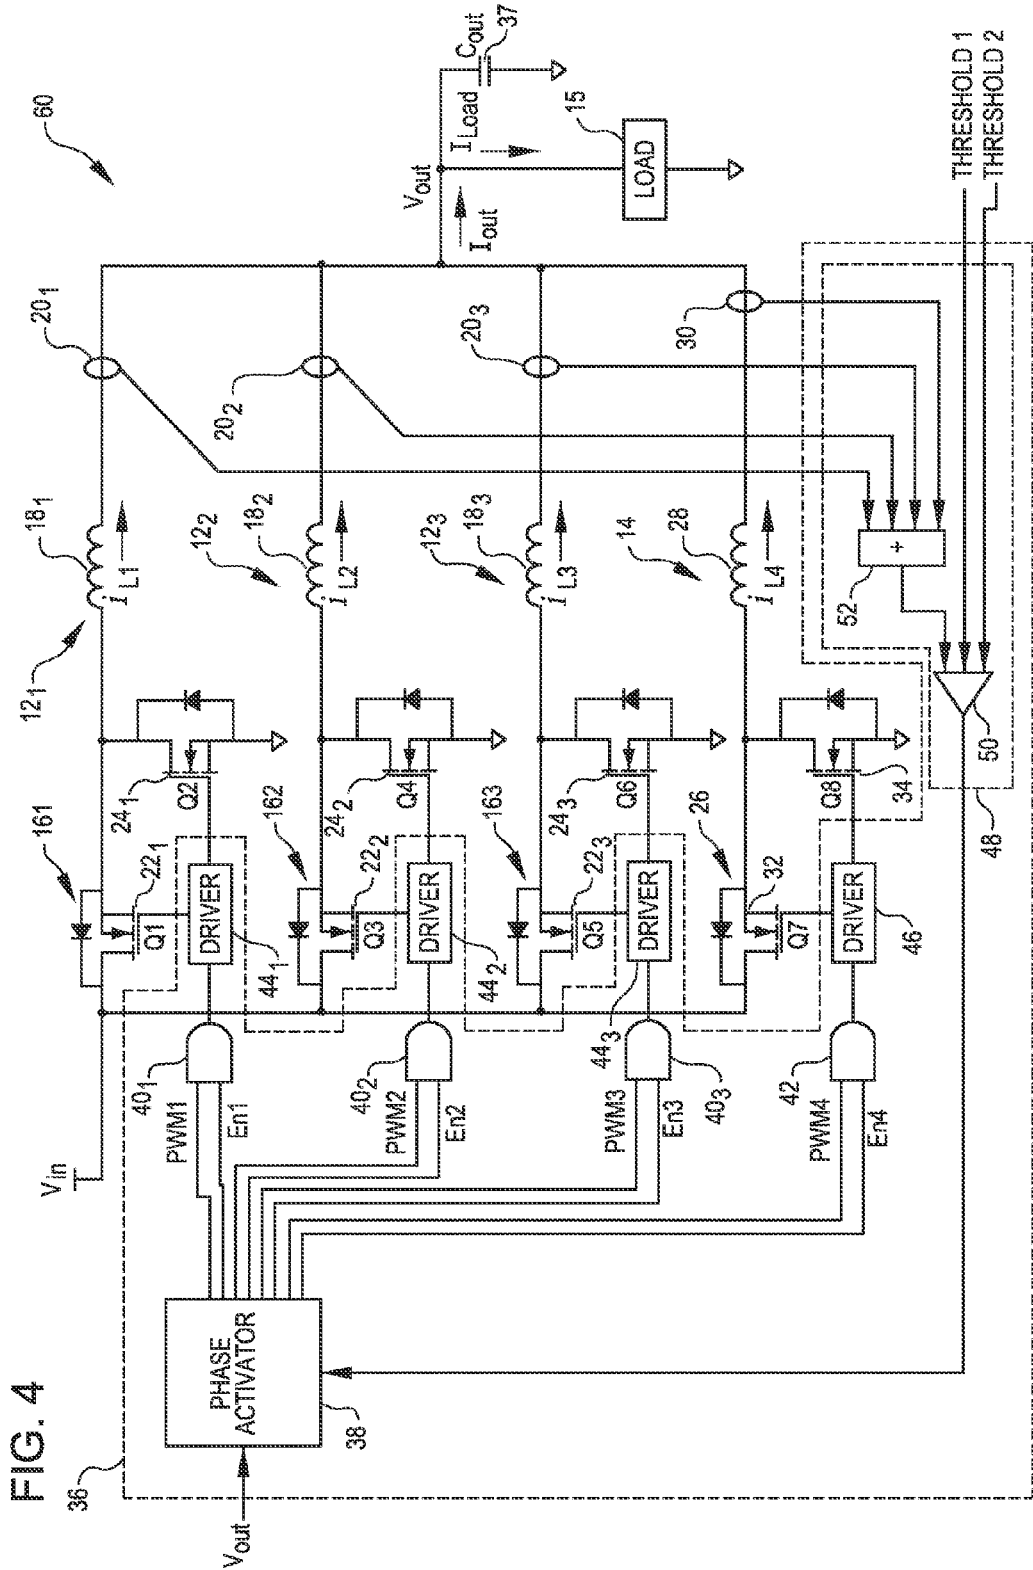 FIG. 4
60
36
Vin
Vout
PHASE
ACTIVATOR
38
PWM1
En1
40₁
DRIVER
44₁
161
Q1
22₁
24₁
Q2
12₁
18₁
iL1
20₁
PWM2
En2
40₂
DRIVER
44₂
162
Q3
22₂
24₂
Q4
12₂
18₂
iL2
20₂
PWM3
En3
40₃
DRIVER
44₃
163
Q5
22₃
24₃
Q6
12₃
18₃
iL3
20₃
PWM4
En4
42
DRIVER
46
26
32
Q7
Q8
34
14
28
iL4
30
Vout
Iout
ILoad
Cout
37
15
LOAD
52
+
50
48
THRESHOLD 1
THRESHOLD 2